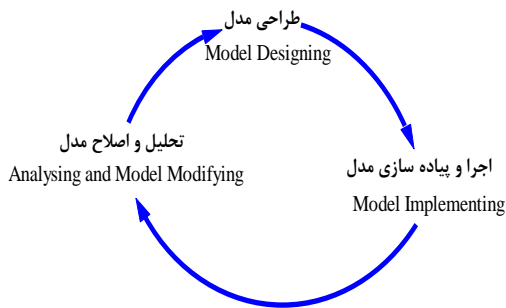 طراحی مدل
Model Designing
تحلیل و اصلاح مدل
Analysing and Model Modifying
اجرا و پیاده سازی مدل
Model Implementing